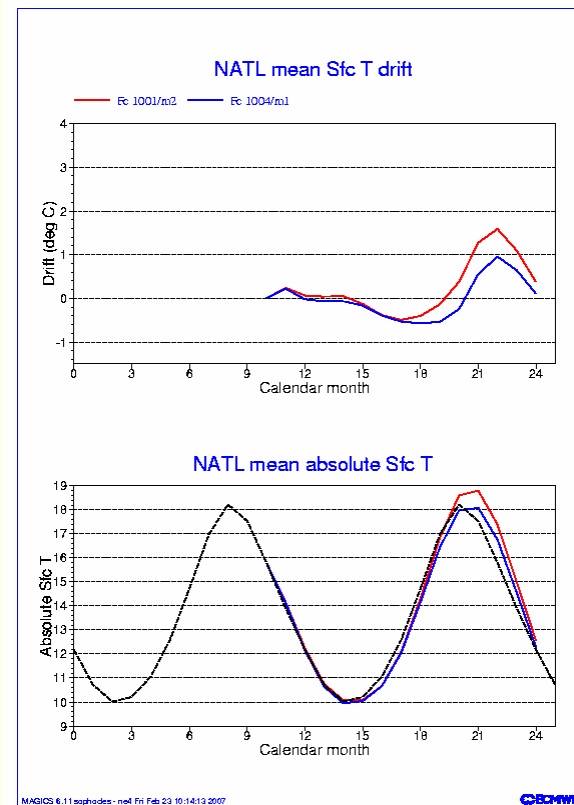 NATL mean Sfc T drift
Fc 1001/m2 Fc 1004/m1
4
3
2
1
0
-1
Drift (deg C)
0 3 6 9 12 15 18 21 24
Calendar month
NATL mean absolute Sfc T
19
18
17
16
15
14
13
12
11
10
9
Absolute Sfc T
0 3 6 9 12 15 18 21 24
Calendar month
MAGICS 6.11 sophocles - ne4 Fri Feb 23 10:14:13 2007
ECMWF